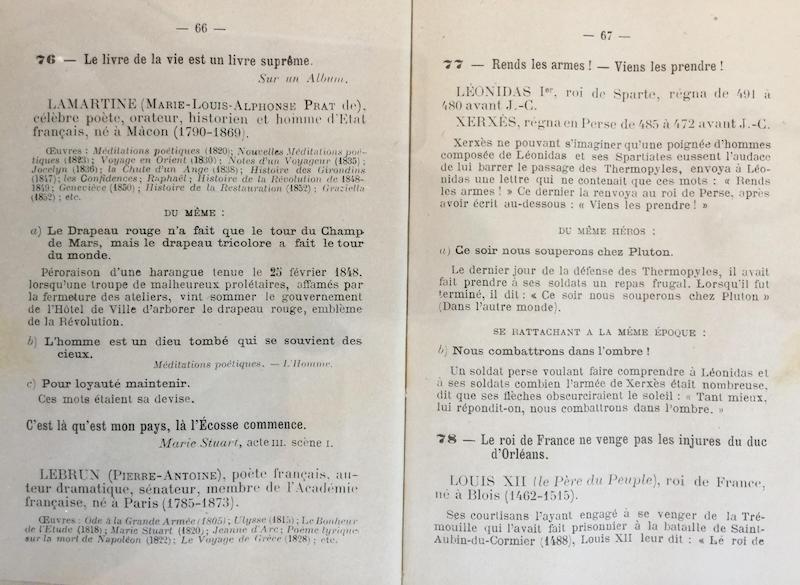 — 66 —
76 — Le livre de la vie est un livre suprême.
Sur un Album.
LAMARTINE (Marie-Louis-Alphonse Prat de),
célèbre poète, orateur, historien et homme d'Etat
français, né à Mâcon (1790-1869).
Œuvres : Méditations poétiques (1820); Nouvelles Méditations poé-
tiques (1823); Voyage en Orient (1830); Notes d'un Voyageur (1835);
Jocelyn (1836); la Chute d'un Ange (1838); Histoire des Girondins
(1847); les Confidences; Raphaël; Histoire de la Révolution de 1848-
1849; Geneviève (1850); Histoire de la Restauration (1852); Graziella
(1852); etc.
DU MÊME :
a) Le Drapeau rouge n'a fait que le tour du Champ
de Mars, mais le drapeau tricolore a fait le tour
du monde.
Péroraison d'une harangue tenue le 25 février 1848,
lorsqu'une troupe de malheureux prolétaires, affamés par
la fermeture des ateliers, vint sommer le gouvernement
de l'Hôtel de Ville d'arborer le drapeau rouge, emblème
de la Révolution.
b) L'homme est un dieu tombé qui se souvient des
cieux.
Méditations poétiques. — L'Homme.
c) Pour loyauté maintenir.
Ces mots étaient sa devise.
C'est là qu'est mon pays, là l'Écosse commence.
Marie Stuart, acte III. scène I.
LEBRUN (Pierre-Antoine), poète français, au-
teur dramatique, sénateur, membre de l'Académie
française, né à Paris (1785-1873).
Œuvres : Ode à la Grande Armée (1805); Ulysse (1815); Le Bonheur
de l'Etude (1818); Marie Stuart (1820); Jeanne d'Arc; Poème lyrique
sur la mort de Napoléon (1822); Le Voyage de Grèce (1828); etc.
— 67 —
77 — Rends les armes ! — Viens les prendre !
LÉONIDAS Ier, roi de Sparte, régna de 491 à
480 avant J.-C.
XERXÈS, régna en Perse de 485 à 472 avant J.-C.
Xerxès ne pouvant s'imaginer qu'une poignée d'hommes
composée de Léonidas et ses Spartiates eussent l'audace
de lui barrer le passage des Thermopyles, envoya à Léo-
nidas une lettre qui ne contenait que ces mots : « Rends
les armes ! » Ce dernier la renvoya au roi de Perse, après
avoir écrit au-dessous : « Viens les prendre ! »
DU MÊME HÉROS :
a) Ce soir nous souperons chez Pluton.
Le dernier jour de la défense des Thermopyles, il avait
fait prendre à ses soldats un repas frugal. Lorsqu'il fut
terminé, il dit : « Ce soir nous souperons chez Pluton »
(Dans l'autre monde).
SE RATTACHANT A LA MÊME ÉPOQUE :
b) Nous combattrons dans l'ombre !
Un soldat perse voulant faire comprendre à Léonidas et
à ses soldats combien l'armée de Xerxès était nombreuse,
dit que ses flèches obscurciraient le soleil : « Tant mieux,
lui répondit-on, nous combattrons dans l'ombre. »
78 — Le roi de France ne venge pas les injures du duc
d'Orléans.
LOUIS XII (le Père du Peuple), roi de France,
né à Blois (1462-1515).
Ses courtisans l'ayant engagé à se venger de la Tré-
mouille qui l'avait fait prisonnier à la bataille de Saint-
Aubin-du-Cormier (1488), Louis XII leur dit : « Lé roi de